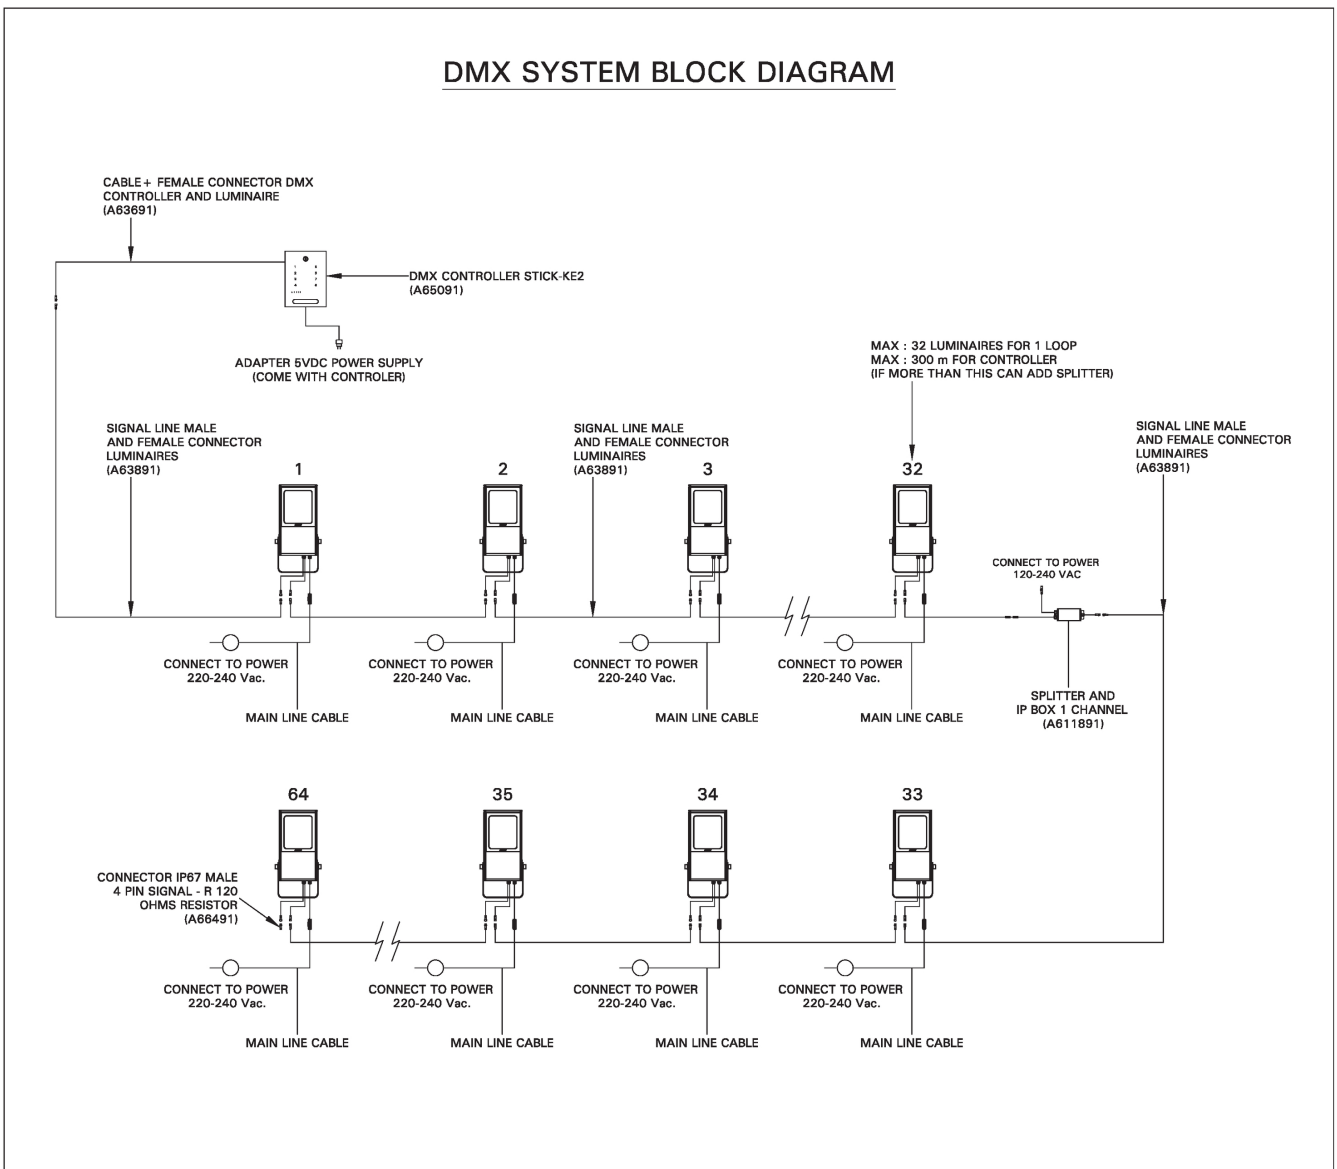 DMX SYSTEM BLOCK DIAGRAM
CABLE+ FEMALE CONNECTOR DMX
CONTROLLER AND LUMINAIRE
(A63691)
DMX CONTROLLER STICK-KE2
(A65091)
ADAPTER 5VDC POWER SUPPLY
(COME WITH CONTROLER)
MAX : 32 LUMINAIRES FOR 1 LOOP
MAX : 300 m FOR CONTROLLER
(IF MORE THAN THIS CAN ADD SPLITTER)
SIGNAL LINE MALE
AND FEMALE CONNECTOR
LUMINAIRES
(A63891)
SIGNAL LINE MALE
AND FEMALE CONNECTOR
LUMINAIRES
(A63891)
SIGNAL LINE MALE
AND FEMALE CONNECTOR
LUMINAIRES
(A63891)
1
2
3
32
CONNECT TO POWER
120-240 VAC
CONNECT TO POWER
220-240 Vac.
CONNECT TO POWER
220-240 Vac.
CONNECT TO POWER
220-240 Vac.
CONNECT TO POWER
220-240 Vac.
SPLITTER AND
IP BOX 1 CHANNEL
(A611891)
MAIN LINE CABLE
MAIN LINE CABLE
MAIN LINE CABLE
MAIN LINE CABLE
64
35
34
33
CONNECTOR IP67 MALE
4 PIN SIGNAL - R 120
OHMS RESISTOR
(A66491)
CONNECT TO POWER
220-240 Vac.
CONNECT TO POWER
220-240 Vac.
CONNECT TO POWER
220-240 Vac.
CONNECT TO POWER
220-240 Vac.
MAIN LINE CABLE
MAIN LINE CABLE
MAIN LINE CABLE
MAIN LINE CABLE